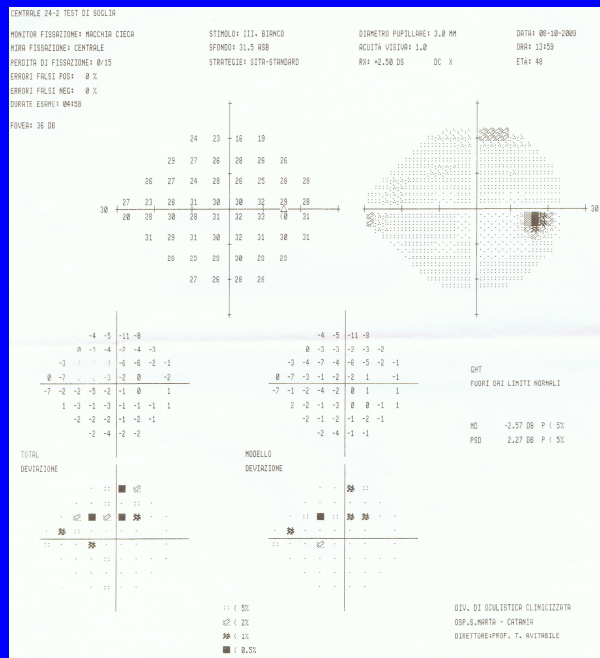 CENTRALE 24-2 TEST DI SOGLIA
MONITOR FISSAZIONE: MACCHIA CIECA
MIRA FISSAZIONE: CENTRALE
PERDITA DI FISSAZIONE: 0/15
ERRORI FALSI POS: 0 %
ERRORI FALSI NEG: 0 %
DURATE ESAME: 04:58
FOVEA: 36 DB
STIMOLO: III, BIANCO
SFONDO: 31.5 ASB
STRATEGIE: SITA-STANDARD
DIAMETRO PUPILLARE: 3.0 MM
ACUITÀ VISIVA: 1.0
RX: +2.50 DS DC X
DATA: 08-10-2009
ORA: 13:59
ETÀ: 48
24 23 16 19
29 27 26 28 26 26
26 27 24 28 26 25 28 28
30 27 23 28 31 30 30 32 29 28
20 28 30 28 31 32 33 (0 31
31 29 31 30 32 31 30 31
28 29 29 30 29 29
27 26 28 28
30
-4 -5 -11 -8
0 -3 -4 -2 -4 -3
-3 -6 -6 -2 -1
0 -7 -3 -2 0 -2
-7 -2 -2 -5 -2 -1 0 1
1 -3 -1 -3 -1 -1 -1 1
-2 -2 -2 -1 -2 -1
-2 -4 -2 -2
TOTAL
DEVIAZIONE
-4 -5 -11 -8
0 -3 -3 -2 -3 -2
-3 -4 -7 -4 -6 -5 -2 -1
0 -7 -3 -1 -2 -2 1 -1
-7 -1 -2 -4 -2 0 1 1
2 -2 -1 -3 0 0 -1 1
-2 -1 -2 -1 -2 -1
-2 -4 -1 -1
MODELLO
DEVIAZIONE
GHT
FUORI DAI LIMITI NORMALI
MD -2.57 DB P < 5%
PSD 2.27 DB P < 5%
< 5%
< 2%
< 1%
< 0.5%
DIV. DI OCULISTICA CLINICIZZATA
OSP.S.MARTA - CATANIA
DIRETTORE:PROF. T. AVITABILE